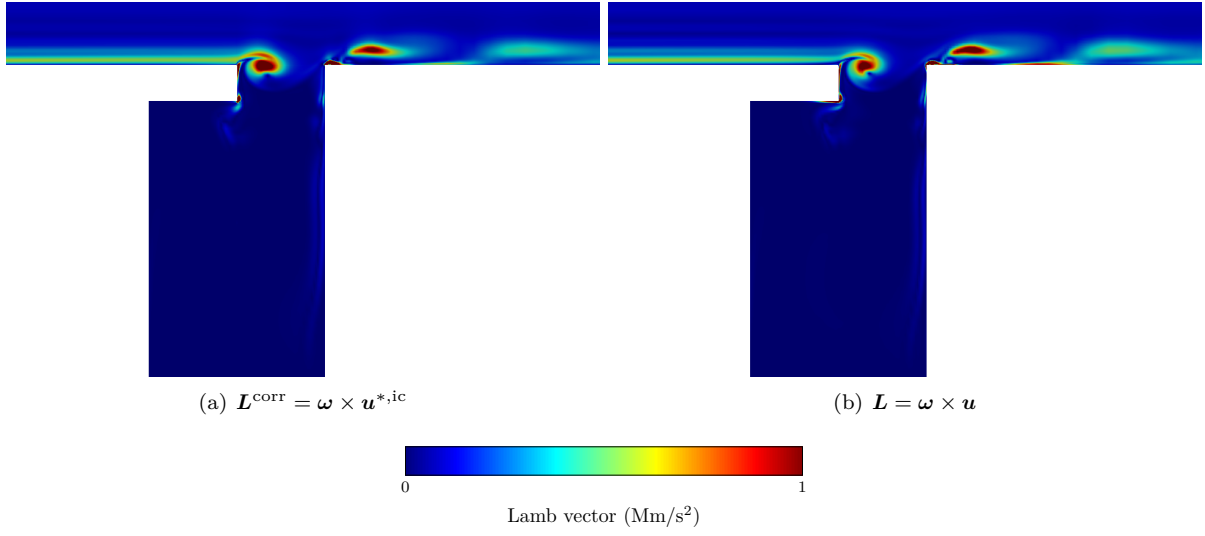 (a) L^corr = ω × u^*,ic
(b) L = ω × u
0 1
Lamb vector (Mm/s²)